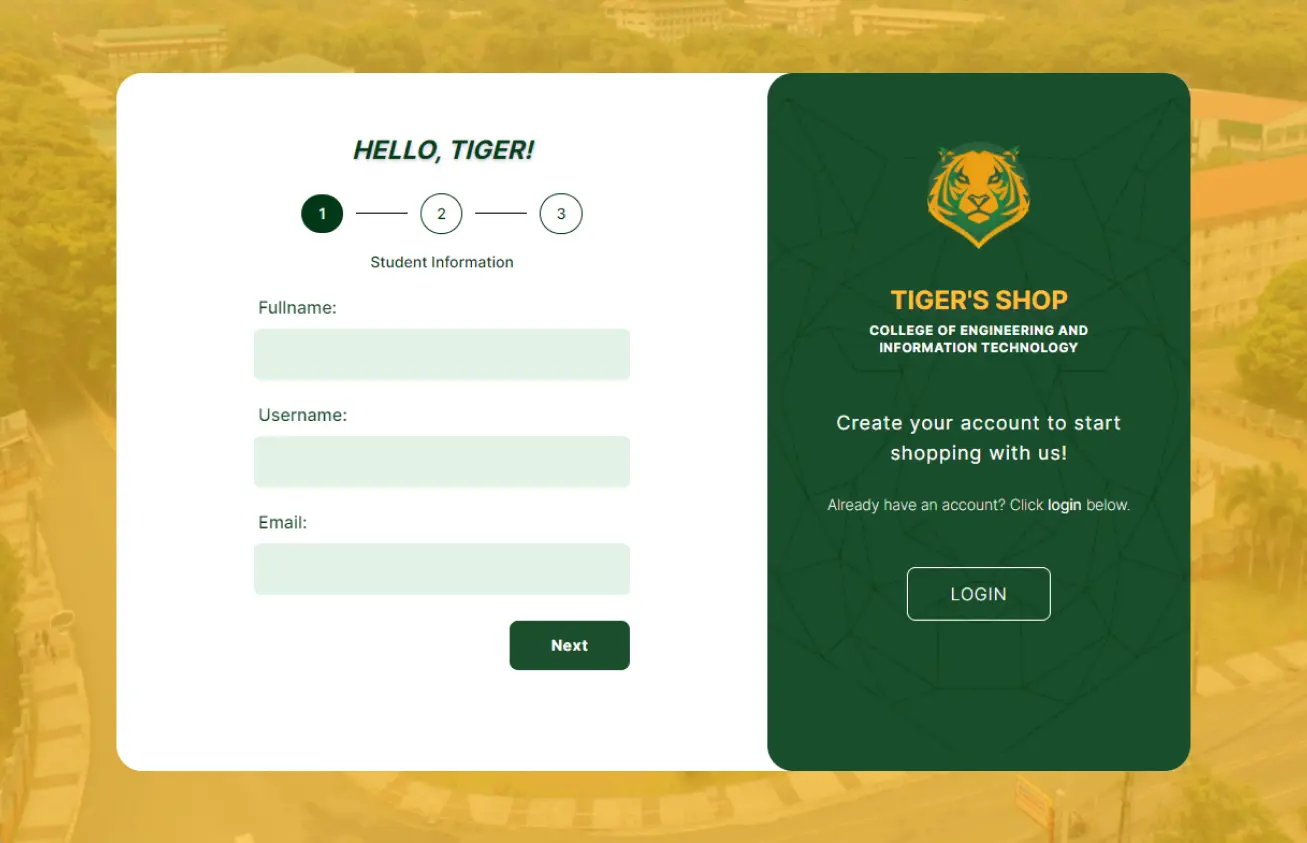 HELLO, TIGER!
1
2
3
Student Information
Fullname:
Username:
Email:
Next
TIGER'S SHOP
COLLEGE OF ENGINEERING AND
INFORMATION TECHNOLOGY
Create your account to start
shopping with us!
Already have an account? Click login below.
LOGIN